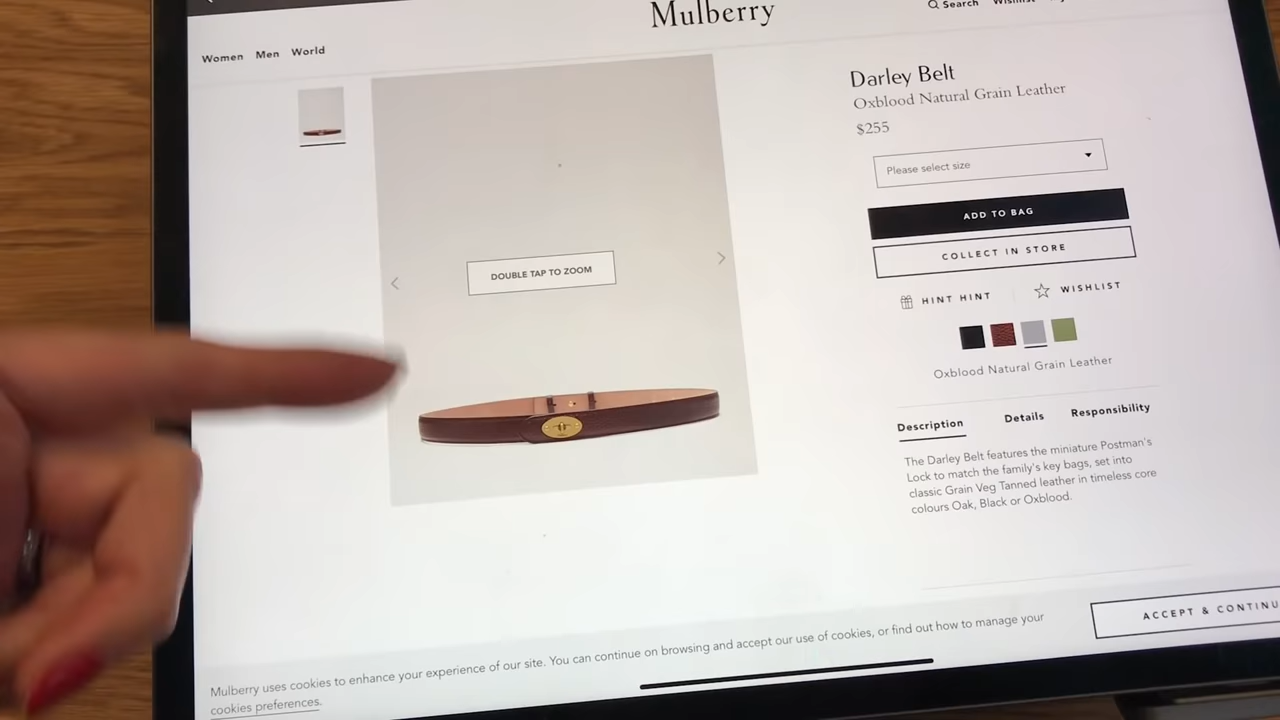 Mulberry
Search
Women Men World
Darley Belt
Oxblood Natural Grain Leather
$255
Please select size
ADD TO BAG
COLLECT IN STORE
DOUBLE TAP TO ZOOM
HINT HINT WISHLIST
Oxblood Natural Grain Leather
Description Details Responsibility
The Darley Belt features the miniature Postman's
Lock to match the family's key bags, set into
classic Grain Veg Tanned leather in timeless core
colours Oak, Black or Oxblood.
Mulberry uses cookies to enhance your experience of our site. You can continue on browsing and accept our use of cookies, or find out how to manage your
cookies preferences.
ACCEPT & CONTINU